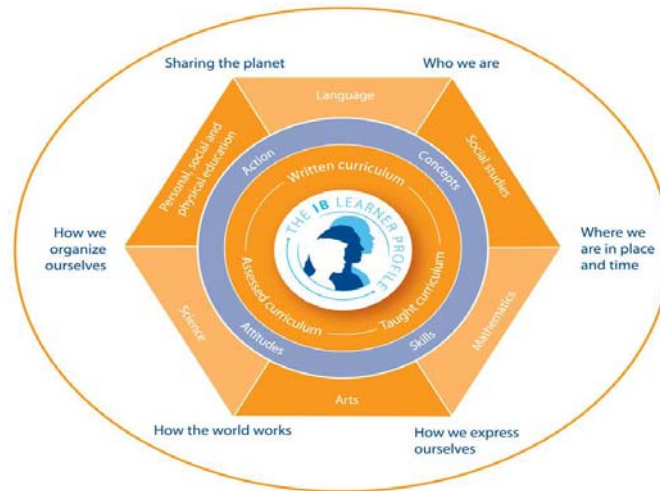 Sharing the planet
Who we are
Language
Personal, social and
physical education
Social studies
Action
Concepts
Written curriculum
THE IB LEARNER PROFILE
How we
organize
ourselves
Where we
are in place
and time
Assessed curriculum
Taught curriculum
Science
Mathematics
Attitudes
Skills
Arts
How the world works
How we express
ourselves